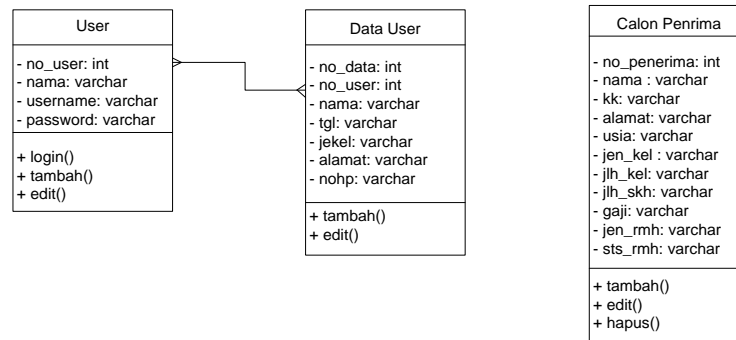 User
- no_user: int
- nama: varchar
- username: varchar
- password: varchar
+ login()
+ tambah()
+ edit()
Data User
- no_data: int
- no_user: int
- nama: varchar
- tgl: varchar
- jekel: varchar
- alamat: varchar
- nohp: varchar
+ tambah()
+ edit()
Calon Penrima
- no_penerima: int
- nama : varchar
- kk: varchar
- alamat: varchar
- usia: varchar
- jen_kel : varchar
- jlh_kel: varchar
- jlh_skh: varchar
- gaji: varchar
- jen_rmh: varchar
- sts_rmh: varchar
+ tambah()
+ edit()
+ hapus()